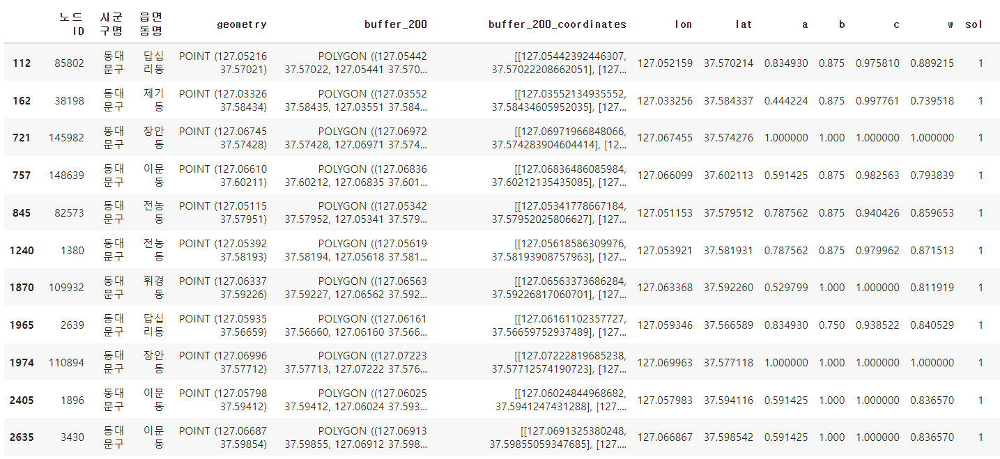 노드 시군 읍면
ID 구명 동명 geometry buffer_200 buffer_200_coordinates lon lat a b c w sol
112 85802 동대 답십 POINT (127.05216 POLYGON ((127.05442 [[127.05442392446307, 127.052159 37.570214 0.834930 0.875 0.975810 0.889215 1
문구 리동 37.57021) 37.57022, 127.05441 37.570... 37.57022208662051], [127...
162 38198 동대 제기 POINT (127.03326 POLYGON ((127.03552 [[127.03552134935552, 127.033256 37.584337 0.444224 0.875 0.997761 0.739518 1
문구 동 37.58434) 37.58435, 127.03551 37.584... 37.58434605952035], [127...
721 145982 동대 장안 POINT (127.06745 POLYGON ((127.06972 [[127.06971966848066, 127.067455 37.574276 1.000000 1.000 1.000000 1.000000 1
문구 동 37.57428) 37.57428, 127.06971 37.574... 37.574283904604414], [12...
757 148639 동대 이문 POINT (127.06610 POLYGON ((127.06836 [[127.06836486085984, 127.066099 37.602113 0.591425 0.875 0.982563 0.793839 1
문구 동 37.60211) 37.60212, 127.06835 37.601... 37.60212135435085], [127...
845 82573 동대 전농 POINT (127.05115 POLYGON ((127.05342 [[127.05341778667184, 127.051153 37.579512 0.787562 0.875 0.940426 0.859653 1
문구 동 37.57951) 37.57952, 127.05341 37.579... 37.57952025806627], [127...
1240 1380 동대 전농 POINT (127.05392 POLYGON ((127.05619 [[127.05618586309976, 127.053921 37.581931 0.787562 0.875 0.979962 0.871513 1
문구 동 37.58193) 37.58194, 127.05618 37.581... 37.58193908757963], [127...
1870 109932 동대 휘경 POINT (127.06337 POLYGON ((127.06563 [[127.06563373686284, 127.063368 37.592260 0.529799 1.000 1.000000 0.811919 1
문구 동 37.59226) 37.59227, 127.06562 37.592... 37.59226817060701], [127...
1965 2639 동대 답십 POINT (127.05935 POLYGON ((127.06161 [[127.06161102357727, 127.059346 37.566589 0.834930 0.750 0.938522 0.840529 1
문구 리동 37.56659) 37.56660, 127.06160 37.566... 37.56659752937489], [127...
1974 110894 동대 장안 POINT (127.06996 POLYGON ((127.07223 [[127.07222819685238, 127.069963 37.577118 1.000000 1.000 1.000000 1.000000 1
문구 동 37.57712) 37.57713, 127.07222 37.576... 37.57712574190723], [127...
2405 1896 동대 이문 POINT (127.05798 POLYGON ((127.06025 [[127.06024844968682, 127.057983 37.594116 0.591425 1.000 1.000000 0.836570 1
문구 동 37.59412) 37.59412, 127.06024 37.593... 37.5941247431288], [127....
2635 3430 동대 이문 POINT (127.06687 POLYGON ((127.06913 [[127.0691325380248, 127.066867 37.598542 0.591425 1.000 1.000000 0.836570 1
문구 동 37.59854) 37.59855, 127.06912 37.598... 37.59855059347685], [127....